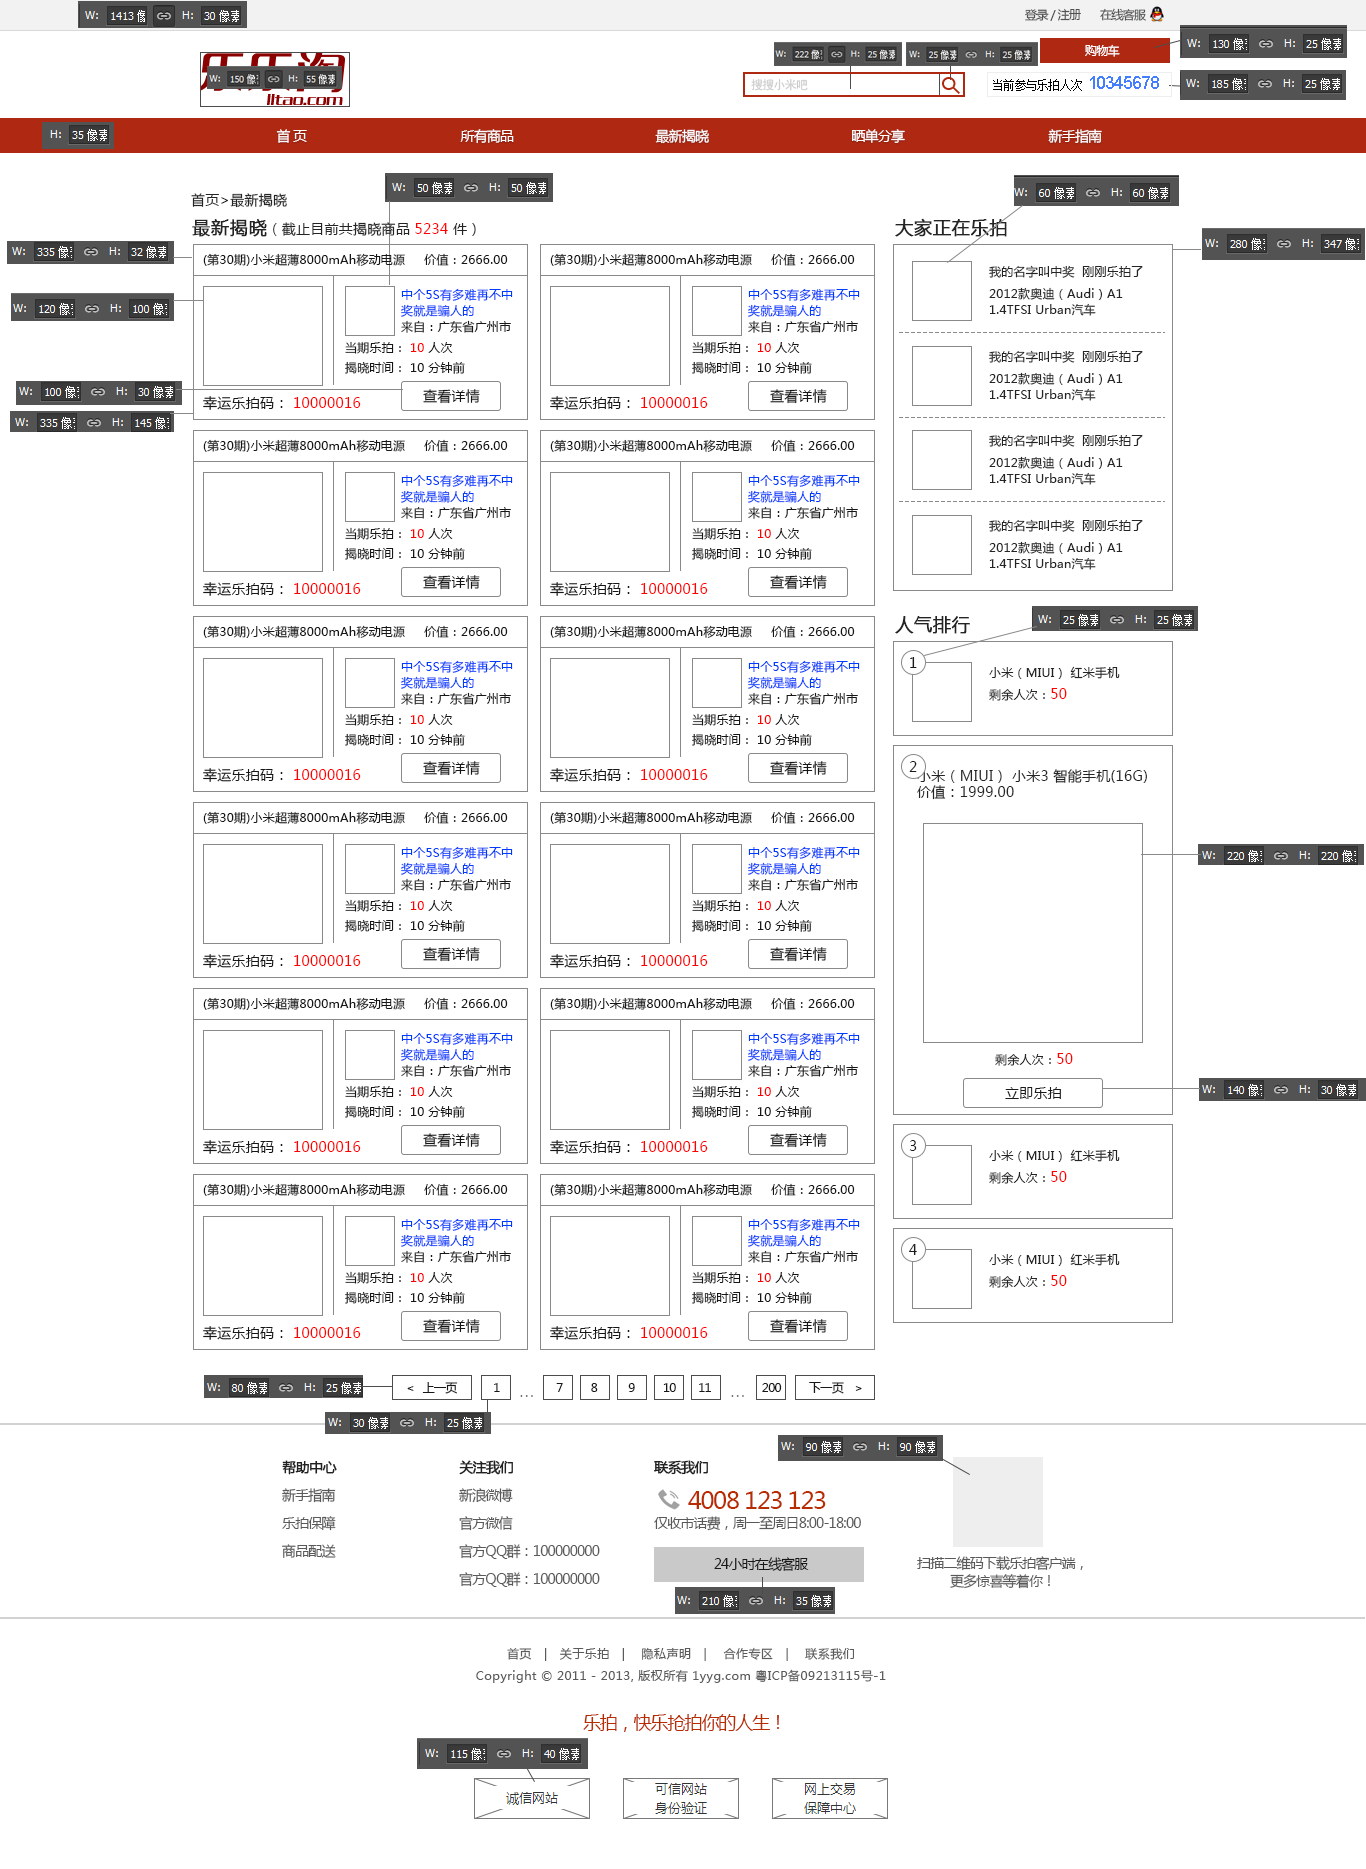 W: 1413 像 H: 30 像素
登录 / 注册 在线客服
乐乐淘
lltao.com
W: 150 像素 H: 55 像素
W: 222 像素 H: 25 像素
W: 25 像素 H: 25 像素
购物车
W: 130 像素 H: 25 像素
搜搜小米吧
当前参与乐拍人次 10345678
W: 185 像 H: 25 像素
H: 35 像素
首 页 所有商品 最新揭晓 晒单分享 新手指南
W: 50 像素 H: 50 像素
W: 60 像素 H: 60 像素
首页>最新揭晓
最新揭晓（截止目前共揭晓商品 5234 件）
大家正在乐拍
W: 335 像 H: 32 像素
W: 280 像 H: 347 像
(第30期)小米超薄8000mAh移动电源 价值：2666.00
(第30期)小米超薄8000mAh移动电源 价值：2666.00
W: 120 像 H: 100 像
中个5S有多难再不中
奖就是骗人的
来自：广东省广州市
当期乐拍： 10 人次
揭晓时间： 10 分钟前
查看详情
幸运乐拍码： 10000016
中个5S有多难再不中
奖就是骗人的
来自：广东省广州市
当期乐拍： 10 人次
揭晓时间： 10 分钟前
查看详情
幸运乐拍码： 10000016
W: 100 像 H: 30 像素
W: 335 像 H: 145 像
(第30期)小米超薄8000mAh移动电源 价值：2666.00
中个5S有多难再不中
奖就是骗人的
来自：广东省广州市
当期乐拍： 10 人次
揭晓时间： 10 分钟前
查看详情
幸运乐拍码： 10000016
(第30期)小米超薄8000mAh移动电源 价值：2666.00
中个5S有多难再不中
奖就是骗人的
来自：广东省广州市
当期乐拍： 10 人次
揭晓时间： 10 分钟前
查看详情
幸运乐拍码： 10000016
(第30期)小米超薄8000mAh移动电源 价值：2666.00
中个5S有多难再不中
奖就是骗人的
来自：广东省广州市
当期乐拍： 10 人次
揭晓时间： 10 分钟前
查看详情
幸运乐拍码： 10000016
(第30期)小米超薄8000mAh移动电源 价值：2666.00
中个5S有多难再不中
奖就是骗人的
来自：广东省广州市
当期乐拍： 10 人次
揭晓时间： 10 分钟前
查看详情
幸运乐拍码： 10000016
(第30期)小米超薄8000mAh移动电源 价值：2666.00
中个5S有多难再不中
奖就是骗人的
来自：广东省广州市
当期乐拍： 10 人次
揭晓时间： 10 分钟前
查看详情
幸运乐拍码： 10000016
(第30期)小米超薄8000mAh移动电源 价值：2666.00
中个5S有多难再不中
奖就是骗人的
来自：广东省广州市
当期乐拍： 10 人次
揭晓时间： 10 分钟前
查看详情
幸运乐拍码： 10000016
(第30期)小米超薄8000mAh移动电源 价值：2666.00
中个5S有多难再不中
奖就是骗人的
来自：广东省广州市
当期乐拍： 10 人次
揭晓时间： 10 分钟前
查看详情
幸运乐拍码： 10000016
(第30期)小米超薄8000mAh移动电源 价值：2666.00
中个5S有多难再不中
奖就是骗人的
来自：广东省广州市
当期乐拍： 10 人次
揭晓时间： 10 分钟前
查看详情
幸运乐拍码： 10000016
(第30期)小米超薄8000mAh移动电源 价值：2666.00
中个5S有多难再不中
奖就是骗人的
来自：广东省广州市
当期乐拍： 10 人次
揭晓时间： 10 分钟前
查看详情
幸运乐拍码： 10000016
(第30期)小米超薄8000mAh移动电源 价值：2666.00
中个5S有多难再不中
奖就是骗人的
来自：广东省广州市
当期乐拍： 10 人次
揭晓时间： 10 分钟前
查看详情
幸运乐拍码： 10000016
我的名字叫中奖 刚刚乐拍了
2012款奥迪（Audi）A1
1.4TFSI Urban汽车
我的名字叫中奖 刚刚乐拍了
2012款奥迪（Audi）A1
1.4TFSI Urban汽车
我的名字叫中奖 刚刚乐拍了
2012款奥迪（Audi）A1
1.4TFSI Urban汽车
我的名字叫中奖 刚刚乐拍了
2012款奥迪（Audi）A1
1.4TFSI Urban汽车
人气排行
W: 25 像素 H: 25 像素
1
小米（MIUI） 红米手机
剩余人次：50
2
小米（MIUI） 小米3 智能手机(16G)
价值：1999.00
W: 220 像 H: 220 像
剩余人次：50
立即乐拍
W: 140 像 H: 30 像素
3
小米（MIUI） 红米手机
剩余人次：50
4
小米（MIUI） 红米手机
剩余人次：50
W: 80 像素 H: 25 像素
< 上一页 1 ... 7 8 9 10 11 ... 200 下一页 >
W: 30 像素 H: 25 像素
W: 90 像素 H: 90 像素
帮助中心
新手指南
乐拍保障
商品配送
关注我们
新浪微博
官方微信
官方QQ群：100000000
官方QQ群：100000000
联系我们
4008 123 123
仅收市话费，周一至周日8:00-18:00
24小时在线客服
W: 210 像 H: 35 像素
扫描二维码下载乐拍客户端，
更多惊喜等着你！
首页 | 关于乐拍 | 隐私声明 | 合作专区 | 联系我们
Copyright © 2011 - 2013, 版权所有 1yyg.com 粤ICP备09213115号-1
乐拍，快乐抢拍你的人生！
W: 115 像 H: 40 像素
诚信网站
可信网站
身份验证
网上交易
保障中心